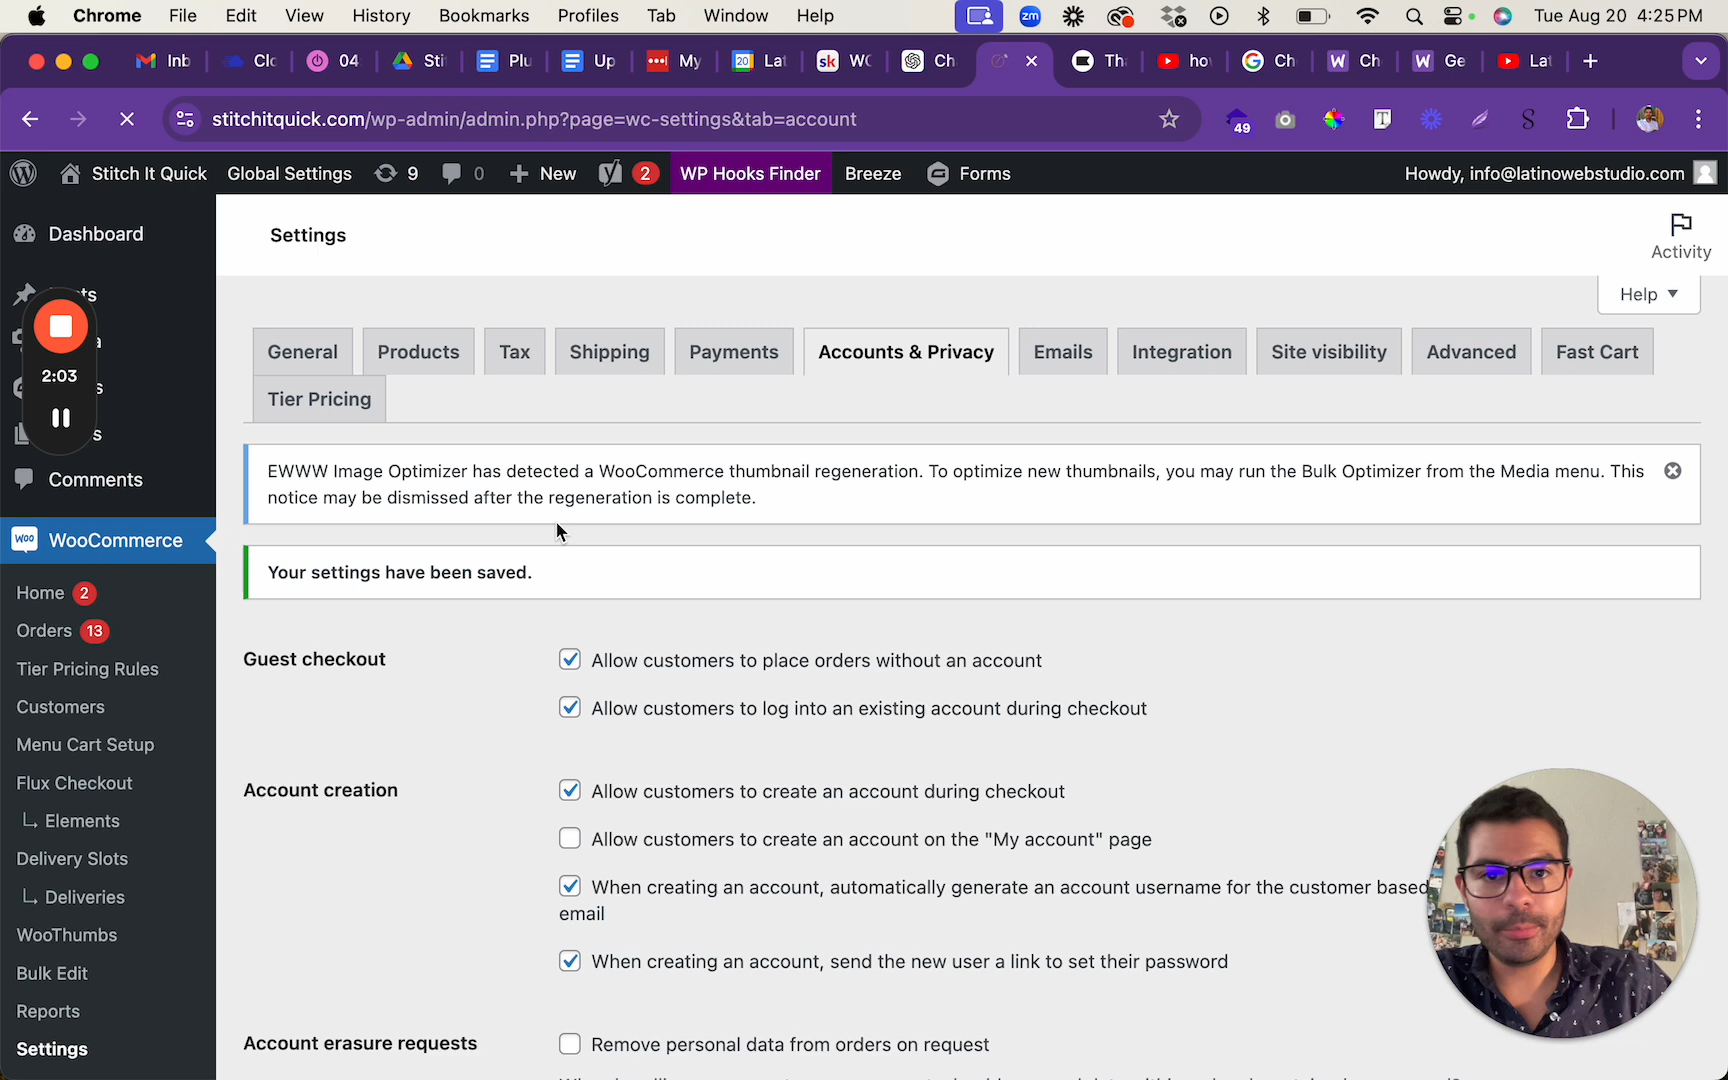 Chrome File Edit View History Bookmarks Profiles Tab Window Help zm Tue Aug 20 4:25 PM
Inb Clo 04 Sti Plu Up My 20 Lat sk WC Ch Tha how Ch W Ch W Ge Lat
stitchitquick.com/wp-admin/admin.php?page=wc-settings&tab=account 49 T S
Stitch It Quick Global Settings 9 0 New 2 WP Hooks Finder Breeze Forms Howdy, info@latinowebstudio.com
Dashboard
ts
a
2:03
s
s
Comments
Woo WooCommerce
Home 2
Orders 13
Tier Pricing Rules
Customers
Menu Cart Setup
Flux Checkout
Elements
Delivery Slots
Deliveries
WooThumbs
Bulk Edit
Reports
Settings
Settings
Activity
Help
General Products Tax Shipping Payments Accounts & Privacy Emails Integration Site visibility Advanced Fast Cart
Tier Pricing
EWWW Image Optimizer has detected a WooCommerce thumbnail regeneration. To optimize new thumbnails, you may run the Bulk Optimizer from the Media menu. This
notice may be dismissed after the regeneration is complete.
Your settings have been saved.
Guest checkout
Allow customers to place orders without an account
Allow customers to log into an existing account during checkout
Account creation
Allow customers to create an account during checkout
Allow customers to create an account on the "My account" page
When creating an account, automatically generate an account username for the customer based
email
When creating an account, send the new user a link to set their password
Account erasure requests
Remove personal data from orders on request